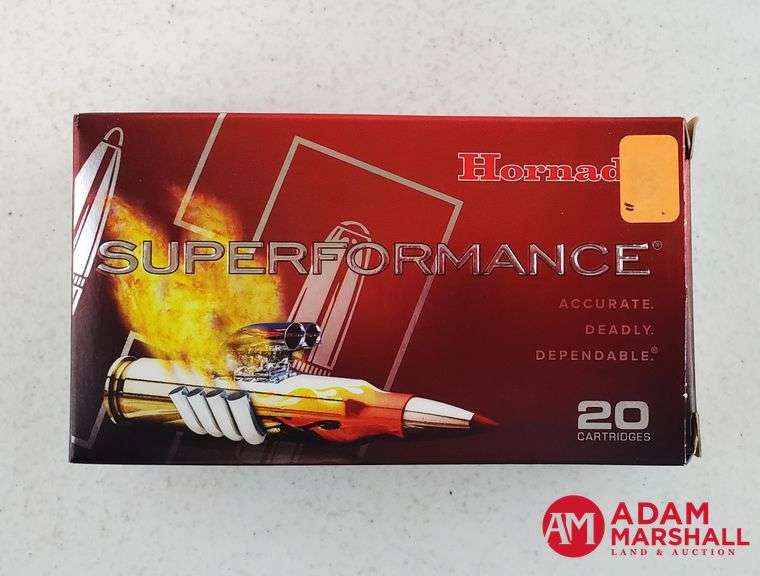 Hornad
SUPERFORMANCE®
ACCURATE.
DEADLY.
DEPENDABLE.®
20
CARTRIDGES
AM
ADAM
MARSHALL
LAND & AUCTION